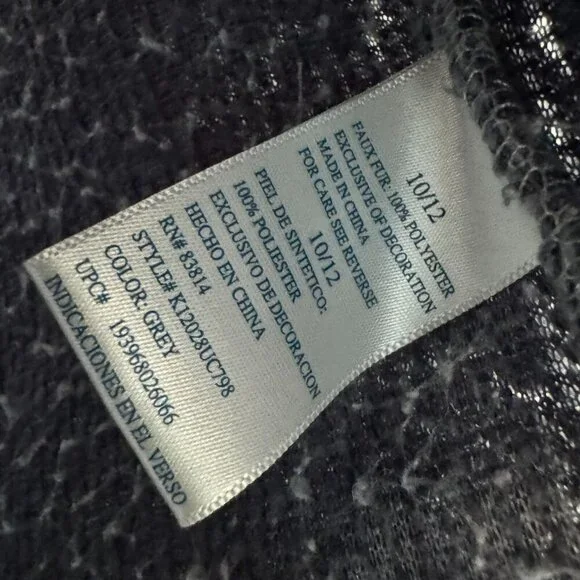 10/12
FAUX FUR: 100% POLYESTER
EXCLUSIVE OF DECORATION
MADE IN CHINA
FOR CARE SEE REVERSE
10/12
PIEL DE SINTETICO:
100% POLIESTER
EXCLUSIVO DE DECORACION
HECHO EN CHINA
RN# 83814
STYLE# K12028UC798
COLOR: GREY
UPC# 193968026066
INDICACIONES EN EL VERSO